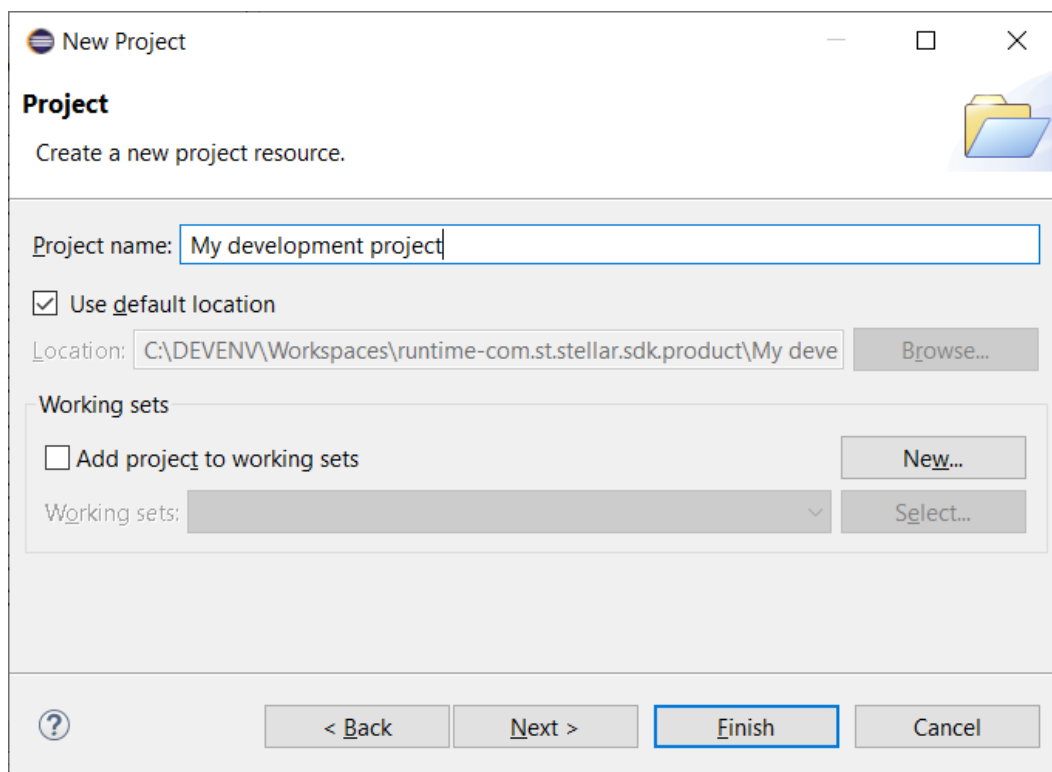 New Project
Project
Create a new project resource.
Project name: My development project
Use default location
Location: C:\DEVENV\Workspaces\runtime-com.st.stellar.sdk.product\My deve Browse...
Working sets
Add project to working sets New...
Working sets: Select...
? < Back Next > Finish Cancel